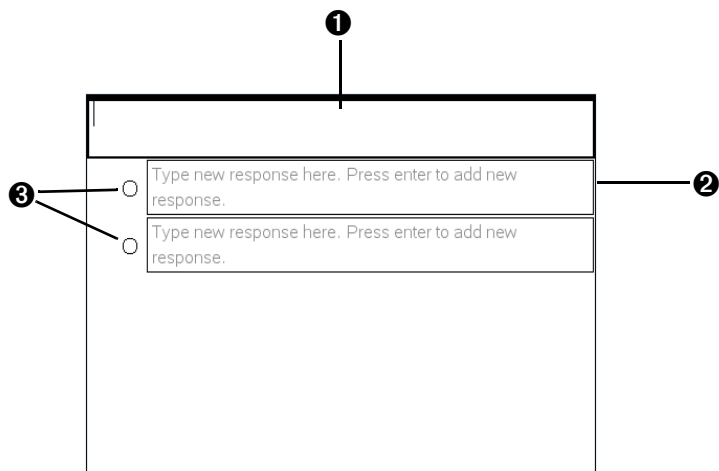 ❶
Type new response here. Press enter to add new
response.
❷
❸
Type new response here. Press enter to add new
response.